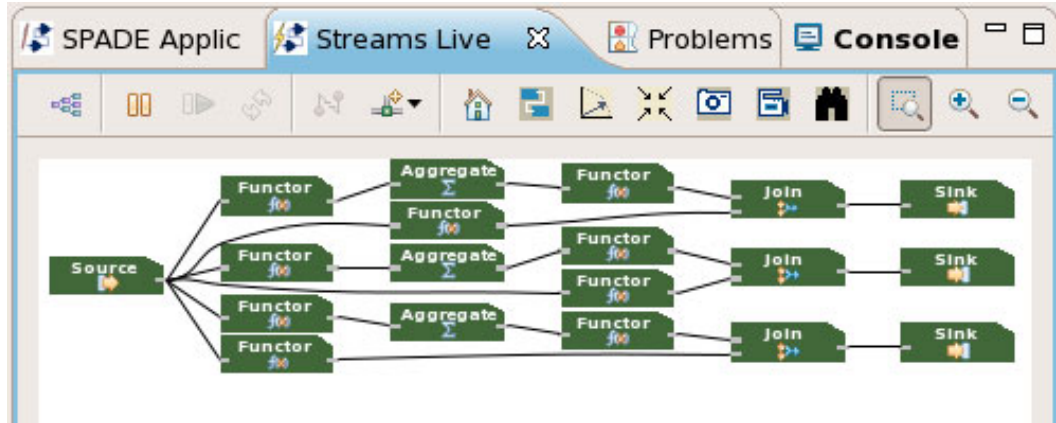 SPADE Applic Streams Live Problems Console
Aggregate Functor
Functor Join Sink
Functor
Functor
Functor Aggregate Join Sink
Source
Functor
Functor
Aggregate Functor
Join Sink
Functor